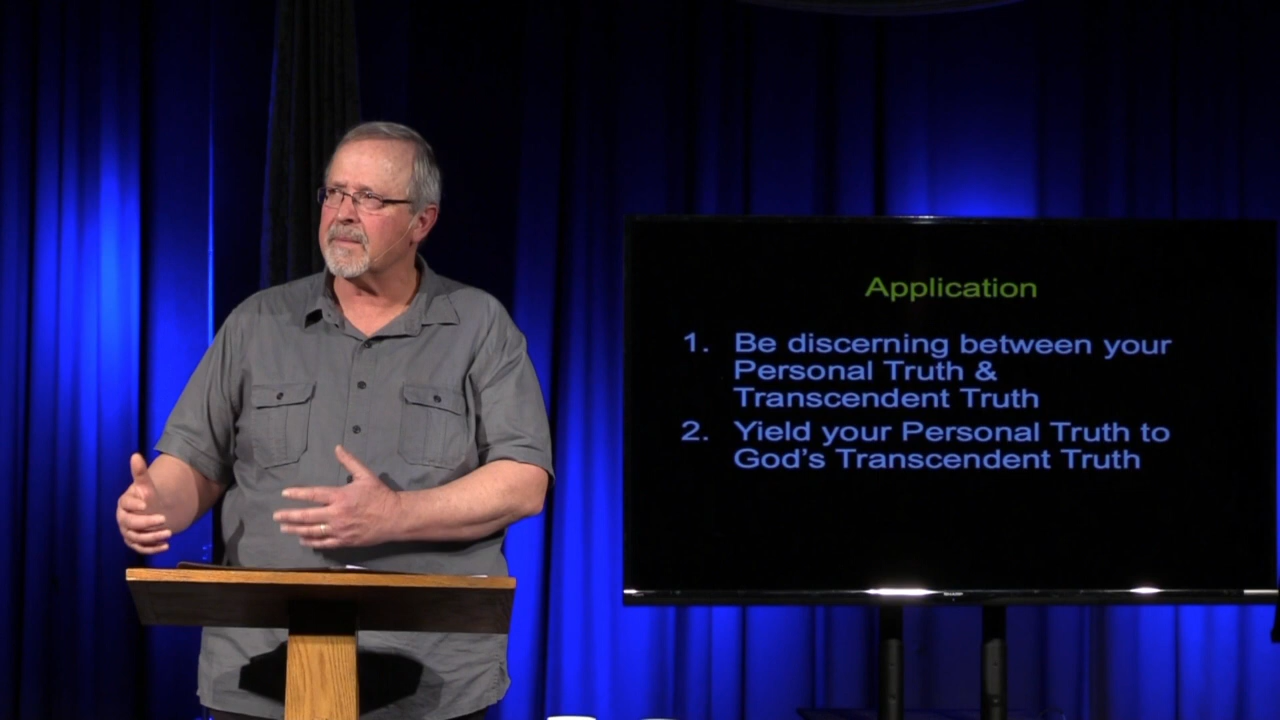 Application
1. Be discerning between your
Personal Truth &
Transcendent Truth
2. Yield your Personal Truth to
God's Transcendent Truth
SHARP